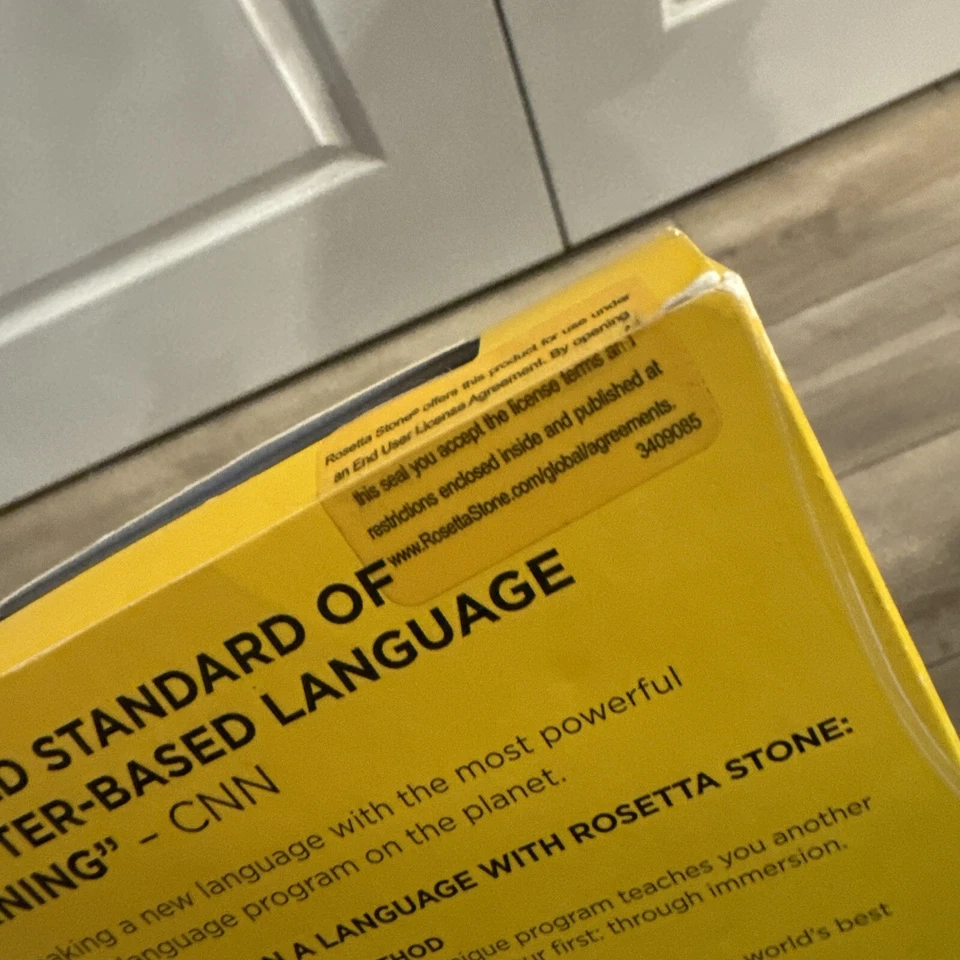 Rosetta Stone® offers this product for use under
an End User License Agreement. By opening
this seal you accept the license terms and
restrictions enclosed inside and published at
www.RosettaStone.com/global/agreements.
3409085
D STANDARD OF
TER-BASED LANGUAGE
NING” – CNN
aking a new language with the most powerful
language program on the planet.
N A LANGUAGE WITH ROSETTA STONE:
THOD
ique program teaches you another
ur first: through immersion.
world's best